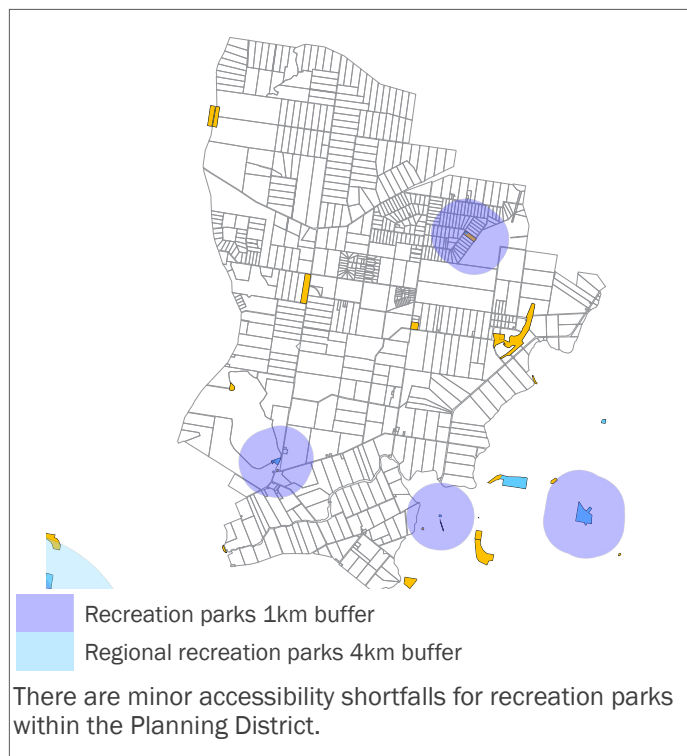 Recreation parks 1km buffer
Regional recreation parks 4km buffer
There are minor accessibility shortfalls for recreation parks
within the Planning District.